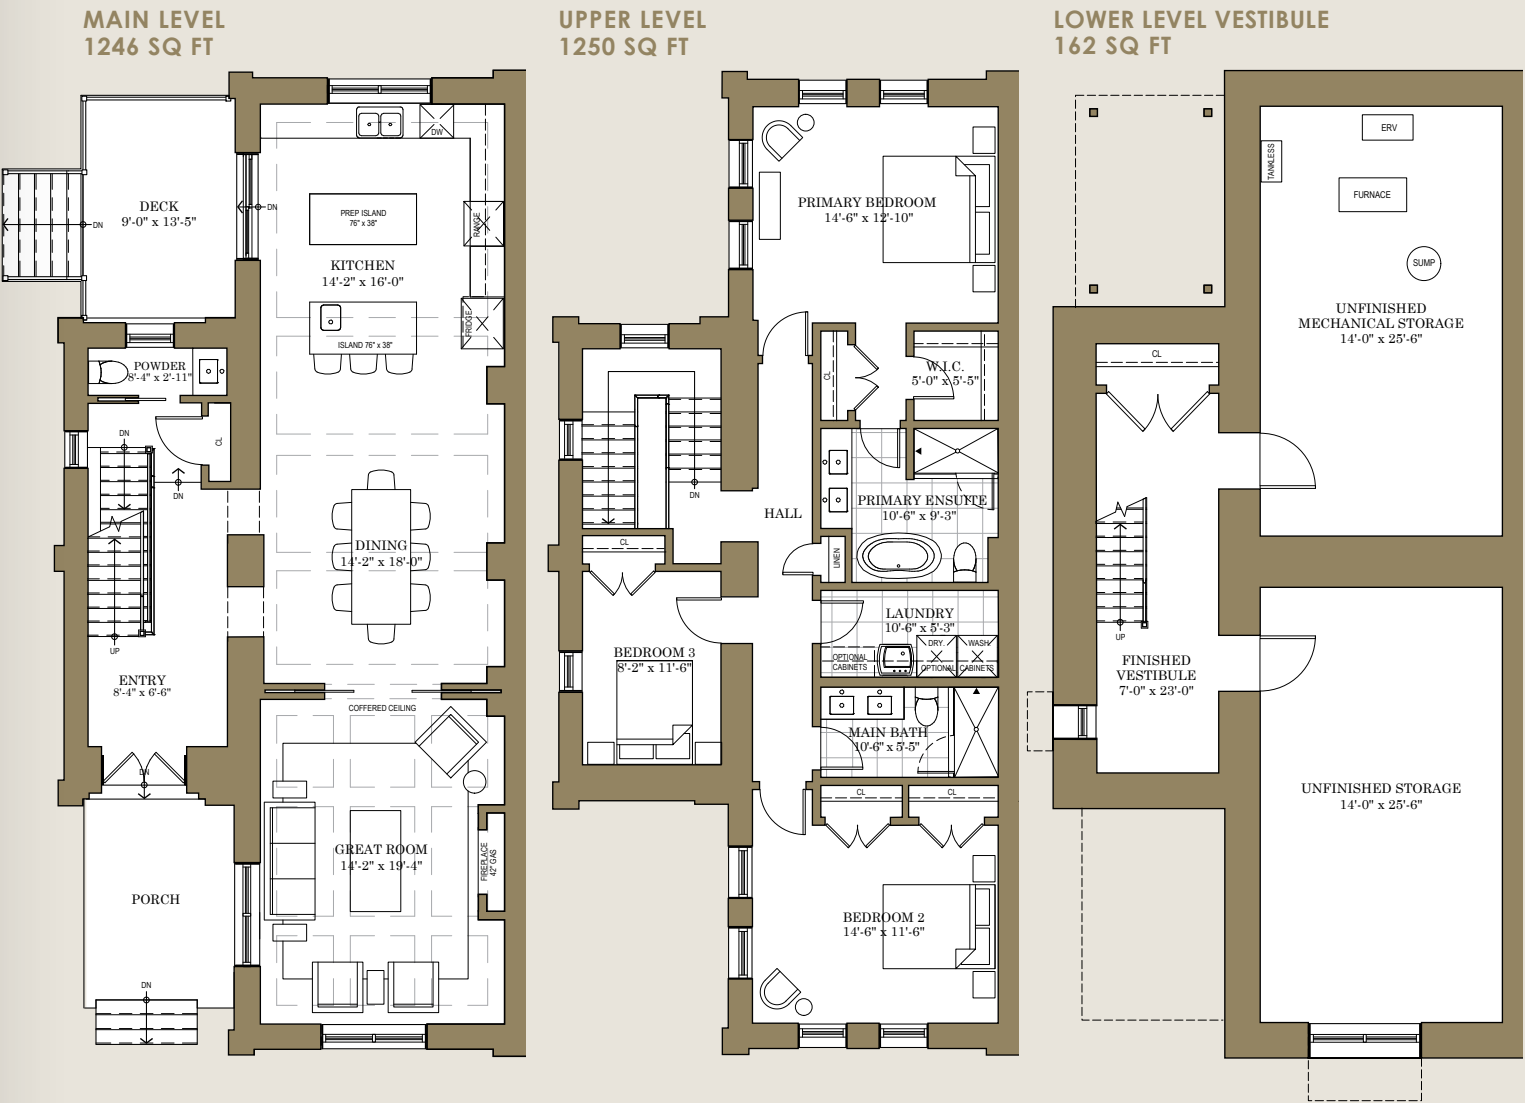 MAIN LEVEL
1246 SQ FT
DECK
9'-0" x 13'-5"
DN
DN
DW
PREP ISLAND
76" x 38"
RANGE
KITCHEN
14'-2" x 16'-0"
FRIDGE
ISLAND 76" x 38"
POWDER
8'-4" x 2'-11"
CL
DN
DN
DINING
14'-2" x 18'-0"
UP
ENTRY
8'-4" x 6'-6"
COFFERED CEILING
DN
GREAT ROOM
14'-2" x 19'-4"
FIREPLACE
42" GAS
PORCH
DN
UPPER LEVEL
1250 SQ FT
PRIMARY BEDROOM
14'-6" x 12'-10"
CL
W.I.C.
5'-0" x 5'-5"
DN
PRIMARY ENSUITE
10'-6" x 9'-3"
HALL
CL
LINEN
LAUNDRY
10'-6" x 5'-3"
DRY
WASH
OPTIONAL
CABINETS
OPTIONAL
CABINETS
BEDROOM 3
8'-2" x 11'-6"
MAIN BATH
10'-6" x 5'-5"
CL
CL
BEDROOM 2
14'-6" x 11'-6"
LOWER LEVEL VESTIBULE
162 SQ FT
ERV
TANKLESS
FURNACE
SUMP
UNFINISHED
MECHANICAL STORAGE
14'-0" x 25'-6"
CL
UP
FINISHED
VESTIBULE
7'-0" x 23'-0"
UNFINISHED STORAGE
14'-0" x 25'-6"